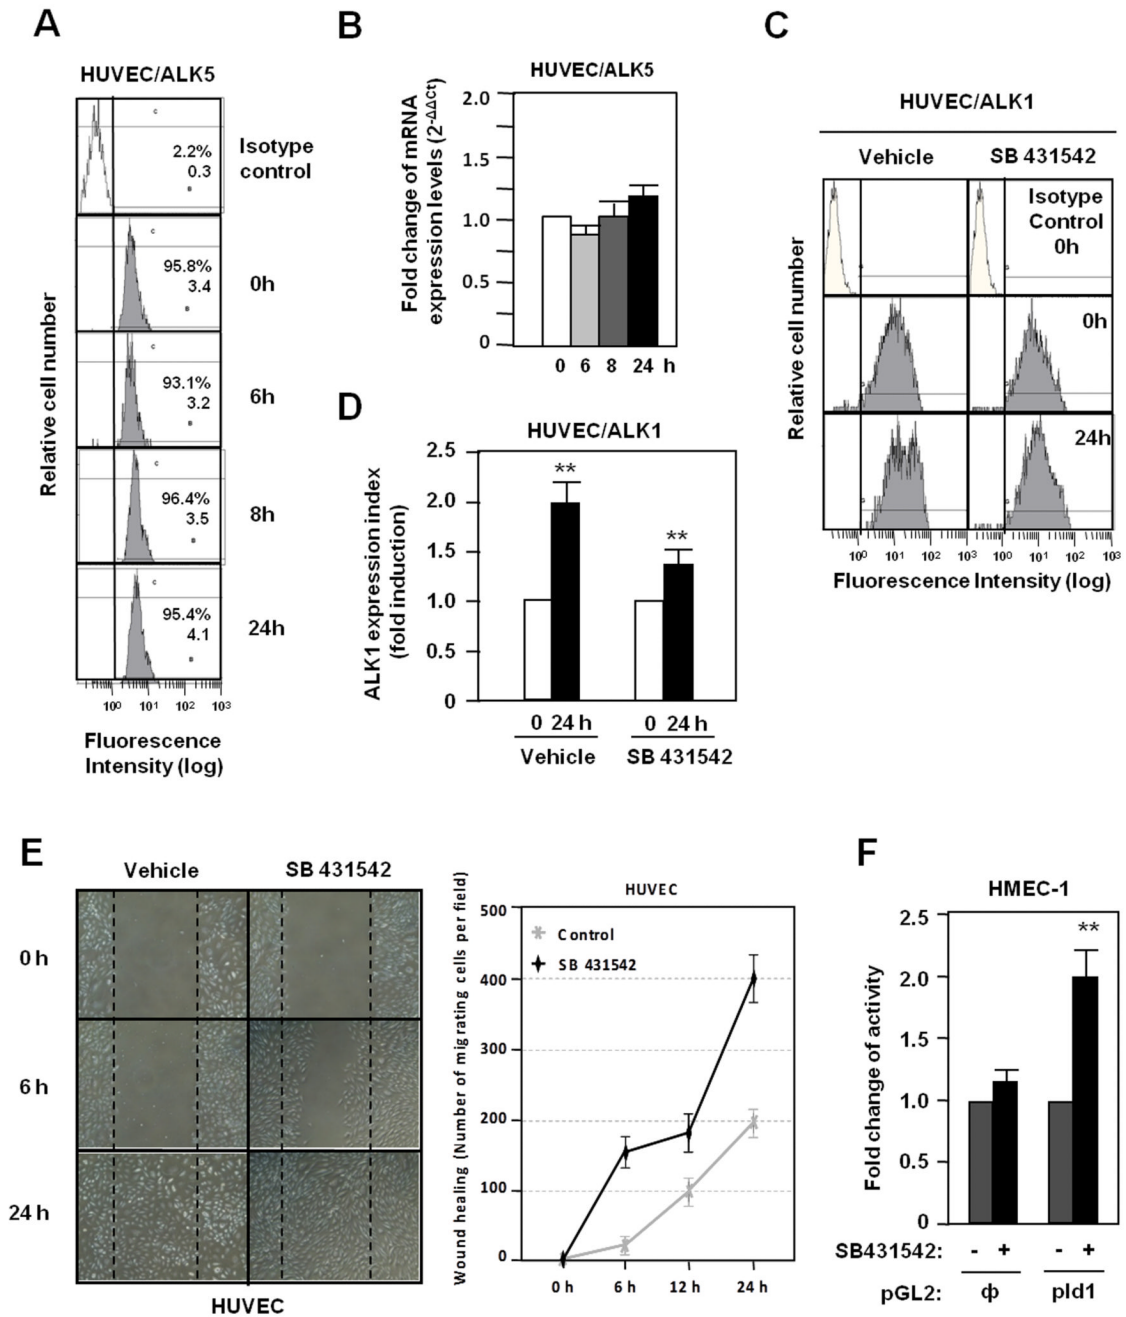 A
HUVEC/ALK5
Relative cell number
C
2.2%
0.3
B
Isotype
control
C
95.8%
3.4
B
0h
C
93.1%
3.2
B
6h
C
96.4%
3.5
B
8h
C
95.4%
4.1
B
24h
10⁰ 10¹ 10² 10³
Fluorescence
Intensity (log)
B
HUVEC/ALK5
Fold change of mRNA
expression levels (2-ΔΔCt)
2.0
1.5
1.0
0.5
0
0 6 8 24 h
C
HUVEC/ALK1
Vehicle SB 431542
Relative cell number
Isotype
Control
0h
0h
24h
10⁰ 10¹ 10² 10³ 10⁰ 10¹ 10² 10³
Fluorescence Intensity (log)
D
HUVEC/ALK1
ALK1 expression index
(fold induction)
2.5
2.0
1.5
1.0
0.5
0
**
**
0 24 h 0 24 h
Vehicle SB 431542
E
Vehicle SB 431542
0 h
6 h
24 h
HUVEC
HUVEC
Wound healing (Number of migrating cells per field)
500
400
300
200
100
0
Control
SB 431542
0 h 6 h 12 h 24 h
F
HMEC-1
Fold change of activity
2.5
2.0
1.5
1.0
0.5
0
**
SB431542: - + - +
pGL2: ф pId1